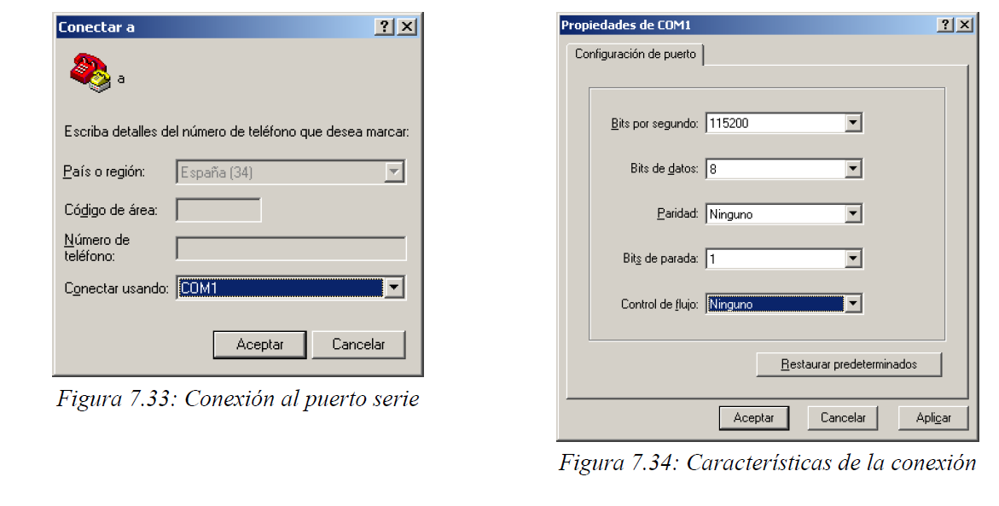 Conectar a
a
Escriba detalles del número de teléfono que desea marcar:
País o región: España (34)
Código de área:
Número de
teléfono:
Conectar usando: COM1
Aceptar Cancelar
Figura 7.33: Conexión al puerto serie
Propiedades de COM1
Configuración de puerto
Bits por segundo: 115200
Bits de datos: 8
Paridad: Ninguno
Bits de parada: 1
Control de flujo: Ninguno
Restaurar predeterminados
Aceptar Cancelar Aplicar
Figura 7.34: Características de la conexión